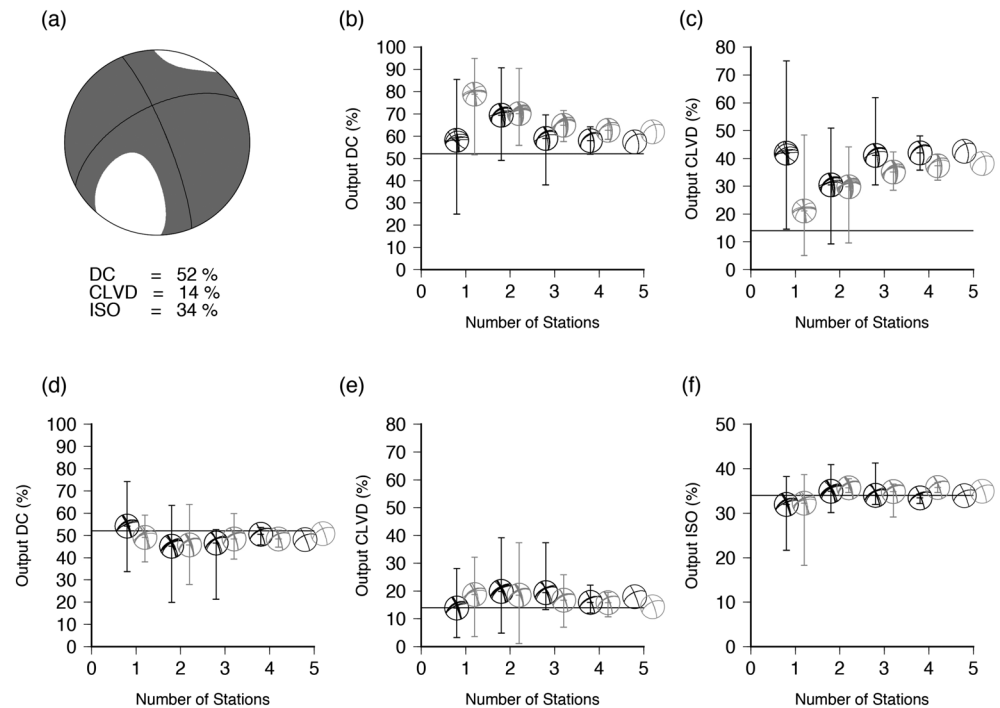 (a)
DC = 52 %
CLVD = 14 %
ISO = 34 %
(b)
Output DC (%)
100
90
80
70
60
50
40
30
20
10
0
0 1 2 3 4 5
Number of Stations
(c)
Output CLVD (%)
80
70
60
50
40
30
20
10
0
0 1 2 3 4 5
Number of Stations
(d)
Output DC (%)
100
90
80
70
60
50
40
30
20
10
0
0 1 2 3 4 5
Number of Stations
(e)
Output CLVD (%)
80
70
60
50
40
30
20
10
0
0 1 2 3 4 5
Number of Stations
(f)
Output ISO (%)
50
40
30
20
10
0
0 1 2 3 4 5
Number of Stations